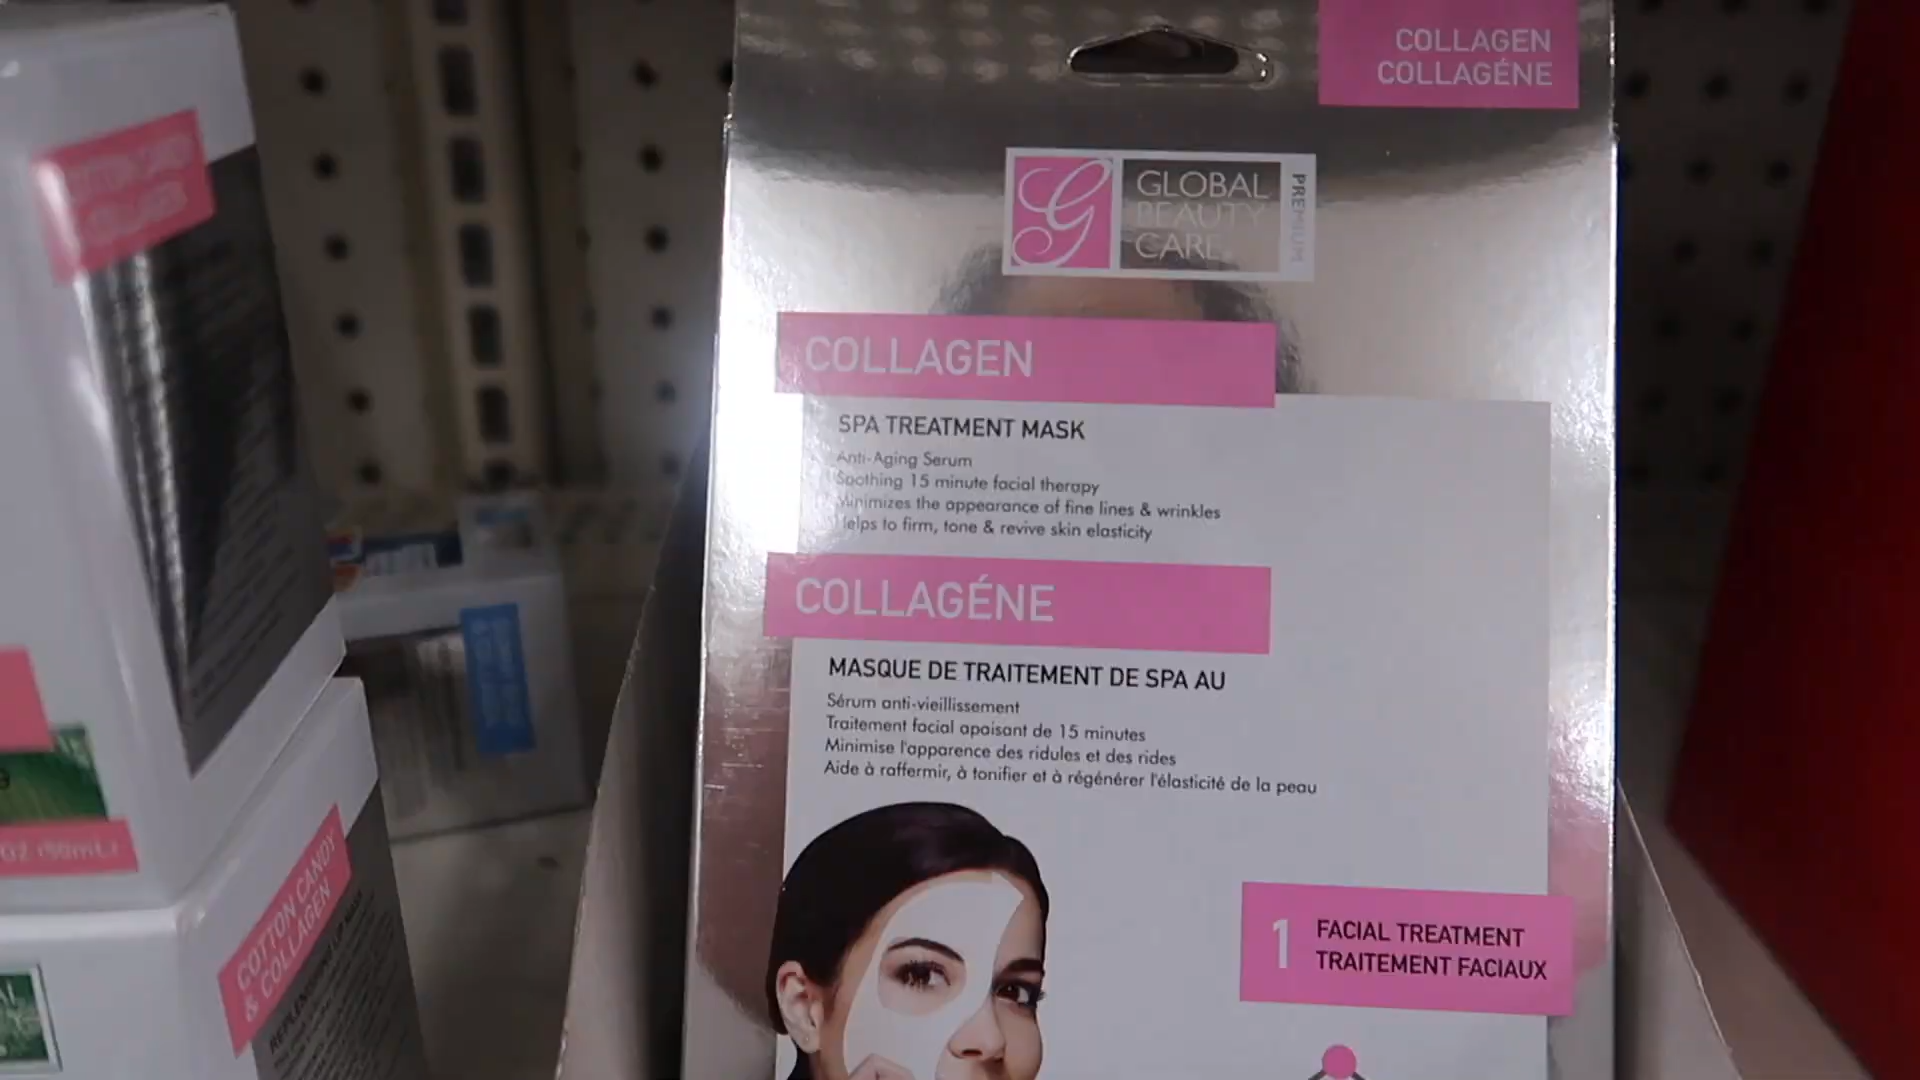 COLLAGEN
COLLAGÉNE
G
GLOBAL
BEAUTY
CARE
PREMIUM
COLLAGEN
SPA TREATMENT MASK
Anti-Aging Serum
Soothing 15 minute facial therapy
Minimizes the appearance of fine lines & wrinkles
Helps to firm, tone & revive skin elasticity
COLLAGÉNE
MASQUE DE TRAITEMENT DE SPA AU
Sérum anti-vieillissement
Traitement facial apaisant de 15 minutes
Minimise l'apparence des ridules et des rides
Aide à raffermir, à tonifier et à régénérer l'élasticité de la peau
1
FACIAL TREATMENT
TRAITEMENT FACIAUX
COTTON CANDY
& COLLAGEN